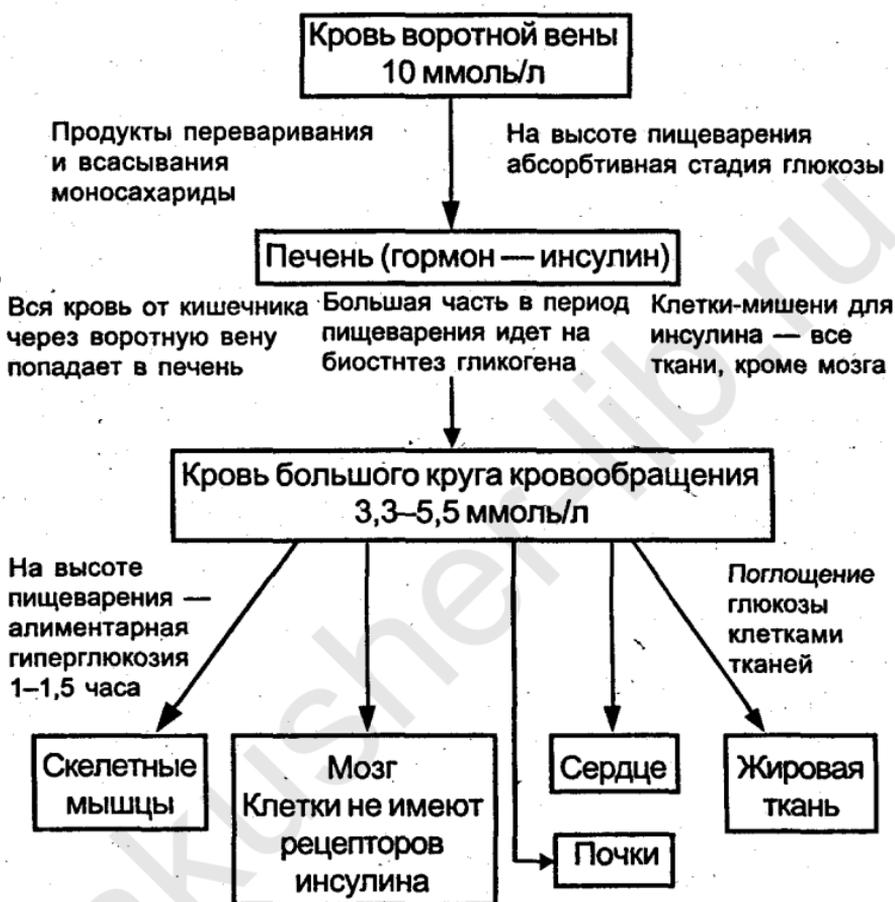 Кровь воротной вены
10 ммоль/л
Продукты переваривания
и всасывания
моносахариды
На высоте пищеварения
абсорбтивная стадия глюкозы
Печень (гормон — инсулин)
Вся кровь от кишечника
через воротную вену
попадает в печень
Большая часть в период
пищеварения идет на
биостнтез гликогена
Клетки-мишени для
инсулина — все
ткани, кроме мозга
Кровь большого круга кровообращения
3,3–5,5 ммоль/л
На высоте
пищеварения —
алиментарная
гиперглюкозия
1–1,5 часа
Поглощение
глюкозы
клетками
тканей
Скелетные
мышцы
Мозг
Клетки не имеют
рецепторов
инсулина
Сердце
Почки
Жировая
ткань
akusher-lib.ru